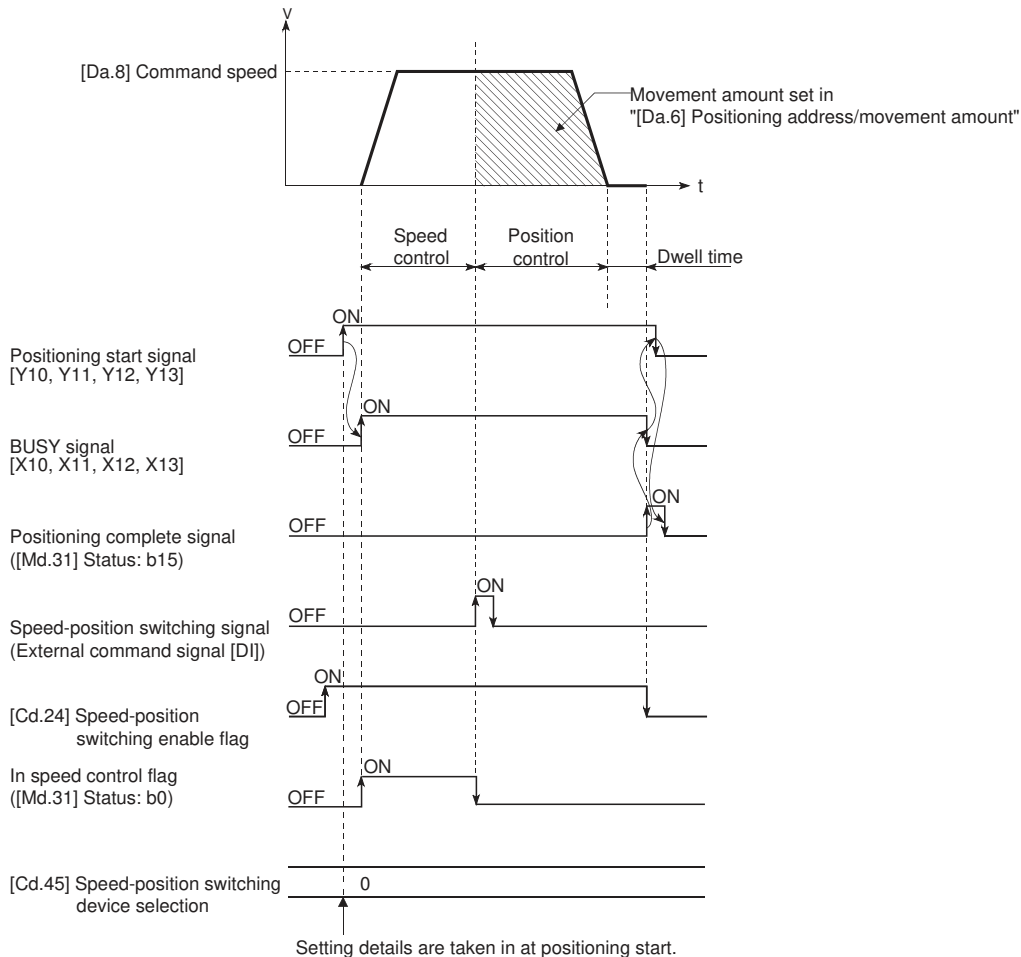 V
[Da.8] Command speed
Movement amount set in
"[Da.6] Positioning address/movement amount"
t
Speed control
Position control
Dwell time
ON
OFF
Positioning start signal
[Y10, Y11, Y12, Y13]
ON
OFF
BUSY signal
[X10, X11, X12, X13]
ON
OFF
Positioning complete signal
([Md.31] Status: b15)
ON
OFF
Speed-position switching signal
(External command signal [DI])
ON
OFF
[Cd.24] Speed-position
switching enable flag
In speed control flag
([Md.31] Status: b0)
ON
OFF
[Cd.45] Speed-position switching
device selection
0
Setting details are taken in at positioning start.